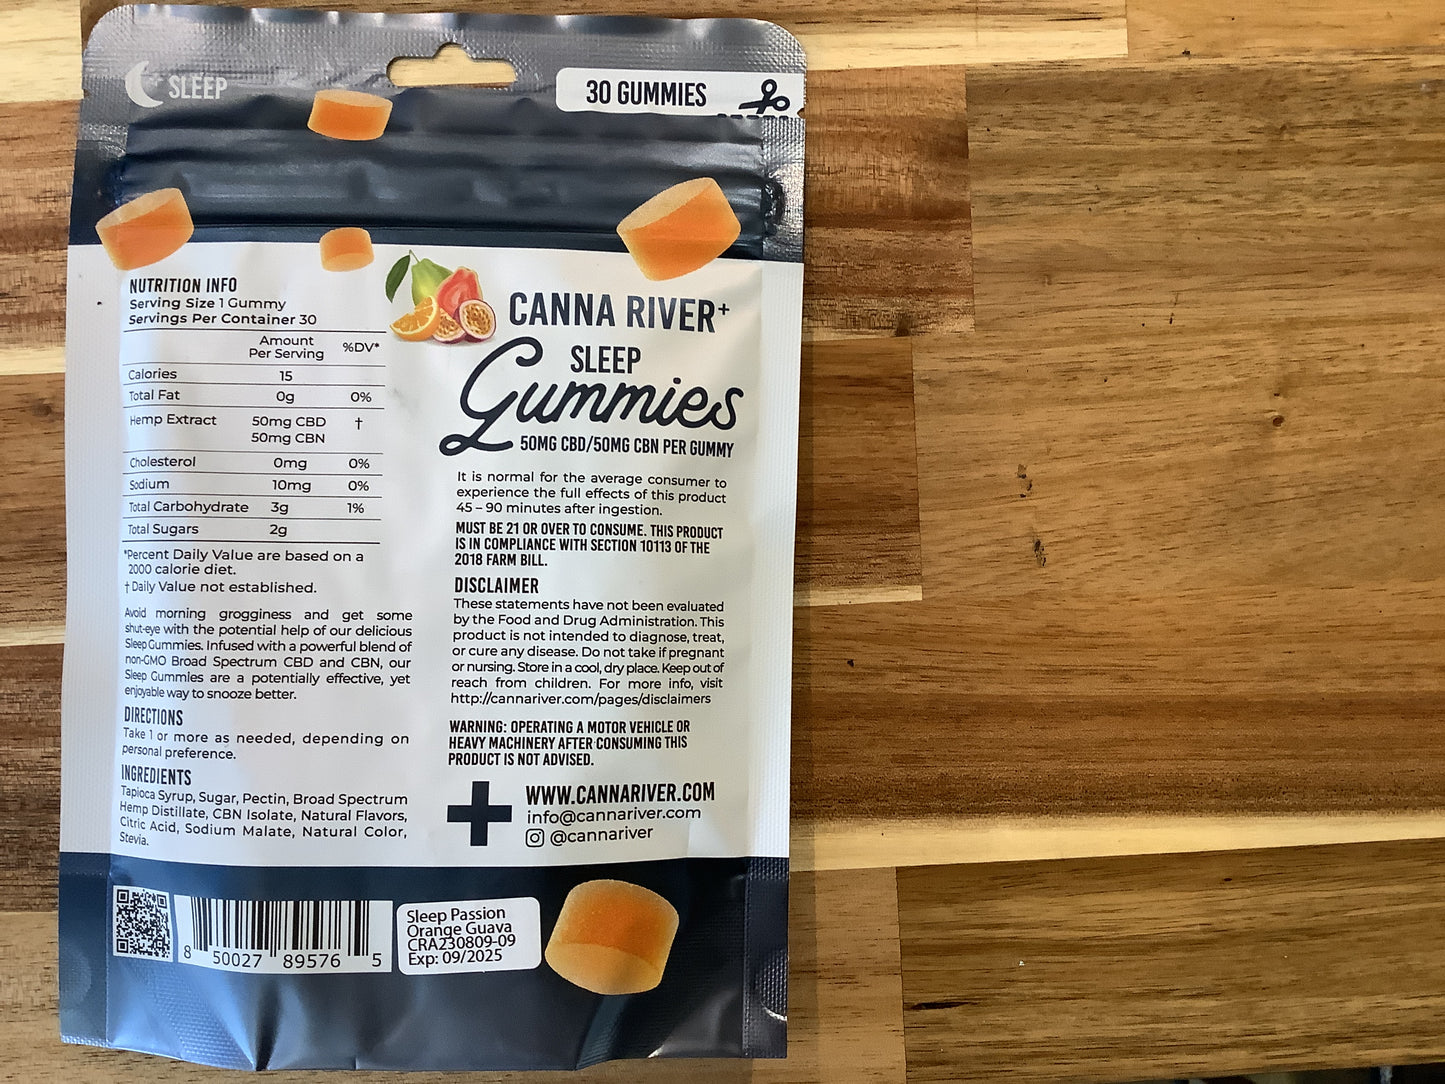 SLEEP
30 GUMMIES
NUTRITION INFO
Serving Size 1 Gummy
Servings Per Container 30
Amount
Per Serving
%DV*
Calories 15
Total Fat 0g 0%
Hemp Extract 50mg CBD †
50mg CBN
Cholesterol 0mg 0%
Sodium 10mg 0%
Total Carbohydrate 3g 1%
Total Sugars 2g
*Percent Daily Value are based on a
2000 calorie diet.
† Daily Value not established.
Avoid morning grogginess and get some
shut-eye with the potential help of our delicious
Sleep Gummies. Infused with a powerful blend of
non-GMO Broad Spectrum CBD and CBN, our
Sleep Gummies are a potentially effective, yet
enjoyable way to snooze better.
DIRECTIONS
Take 1 or more as needed, depending on
personal preference.
INGREDIENTS
Tapioca Syrup, Sugar, Pectin, Broad Spectrum
Hemp Distillate, CBN Isolate, Natural Flavors,
Citric Acid, Sodium Malate, Natural Color,
Stevia.
CANNA RIVER+
SLEEP
Gummies
50MG CBD/50MG CBN PER GUMMY
It is normal for the average consumer to
experience the full effects of this product
45 – 90 minutes after ingestion.
MUST BE 21 OR OVER TO CONSUME. THIS PRODUCT
IS IN COMPLIANCE WITH SECTION 10113 OF THE
2018 FARM BILL.
DISCLAIMER
These statements have not been evaluated
by the Food and Drug Administration. This
product is not intended to diagnose, treat,
or cure any disease. Do not take if pregnant
or nursing. Store in a cool, dry place. Keep out of
reach from children. For more info, visit
http://cannariver.com/pages/disclaimers
WARNING: OPERATING A MOTOR VEHICLE OR
HEAVY MACHINERY AFTER CONSUMING THIS
PRODUCT IS NOT ADVISED.
WWW.CANNARIVER.COM
info@cannariver.com
@cannariver
8 50027 89576 5
Sleep Passion
Orange Guava
CRA230809-09
Exp: 09/2025